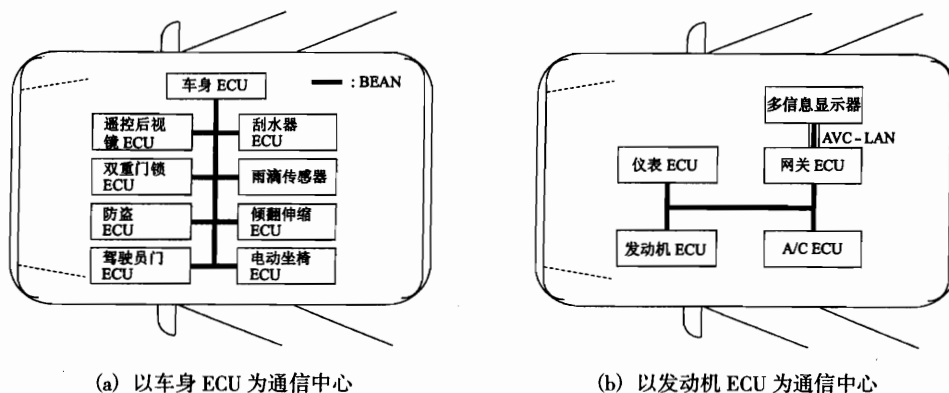 车身 ECU
: BEAN
遥控后视
镜 ECU
刮水器
ECU
双重门锁
ECU
雨滴传感器
防盗
ECU
倾翻伸缩
ECU
驾驶员门
ECU
电动坐椅
ECU
(a) 以车身 ECU 为通信中心
多信息显示器
AVC-LAN
仪表 ECU
网关 ECU
发动机 ECU
A/C ECU
(b) 以发动机 ECU 为通信中心